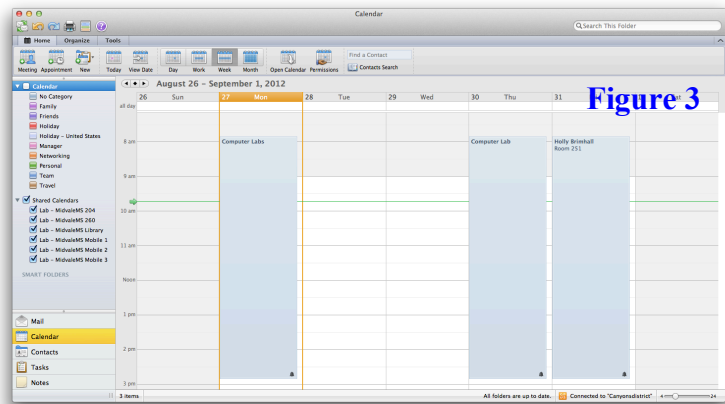 Calendar
Search This Folder
Home Organize Tools
Meeting Appointment New Today View Date Day Work Week Month Open Calendar Permissions
Find a Contact
Contacts Search
Calendar
No Category
Family
Friends
Holiday
Holiday - United States
Manager
Networking
Personal
Team
Travel
Shared Calendars
Lab - MidvaleMS 204
Lab - MidvaleMS 260
Lab - MidvaleMS Library
Lab - MidvaleMS Mobile 1
Lab - MidvaleMS Mobile 2
Lab - MidvaleMS Mobile 3
SMART FOLDERS
Mail
Calendar
Contacts
Tasks
Notes
August 26 - September 1, 2012
Figure 3
26 Sun 27 Mon 28 Tue 29 Wed 30 Thu 31
all day
8 am
9 am
10 am
11 am
Noon
1 pm
2 pm
3 pm
Computer Labs
Computer Lab
Holly Brimhall
Room 251
3 items
All folders are up to date. Connected to "Canyonsdistrict"